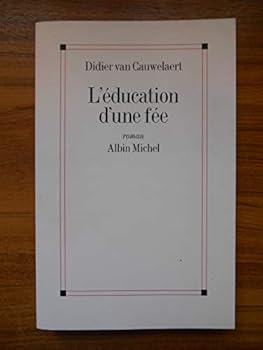 Didier van Cauwelaert
L'éducation
d'une fée
roman
Albin Michel